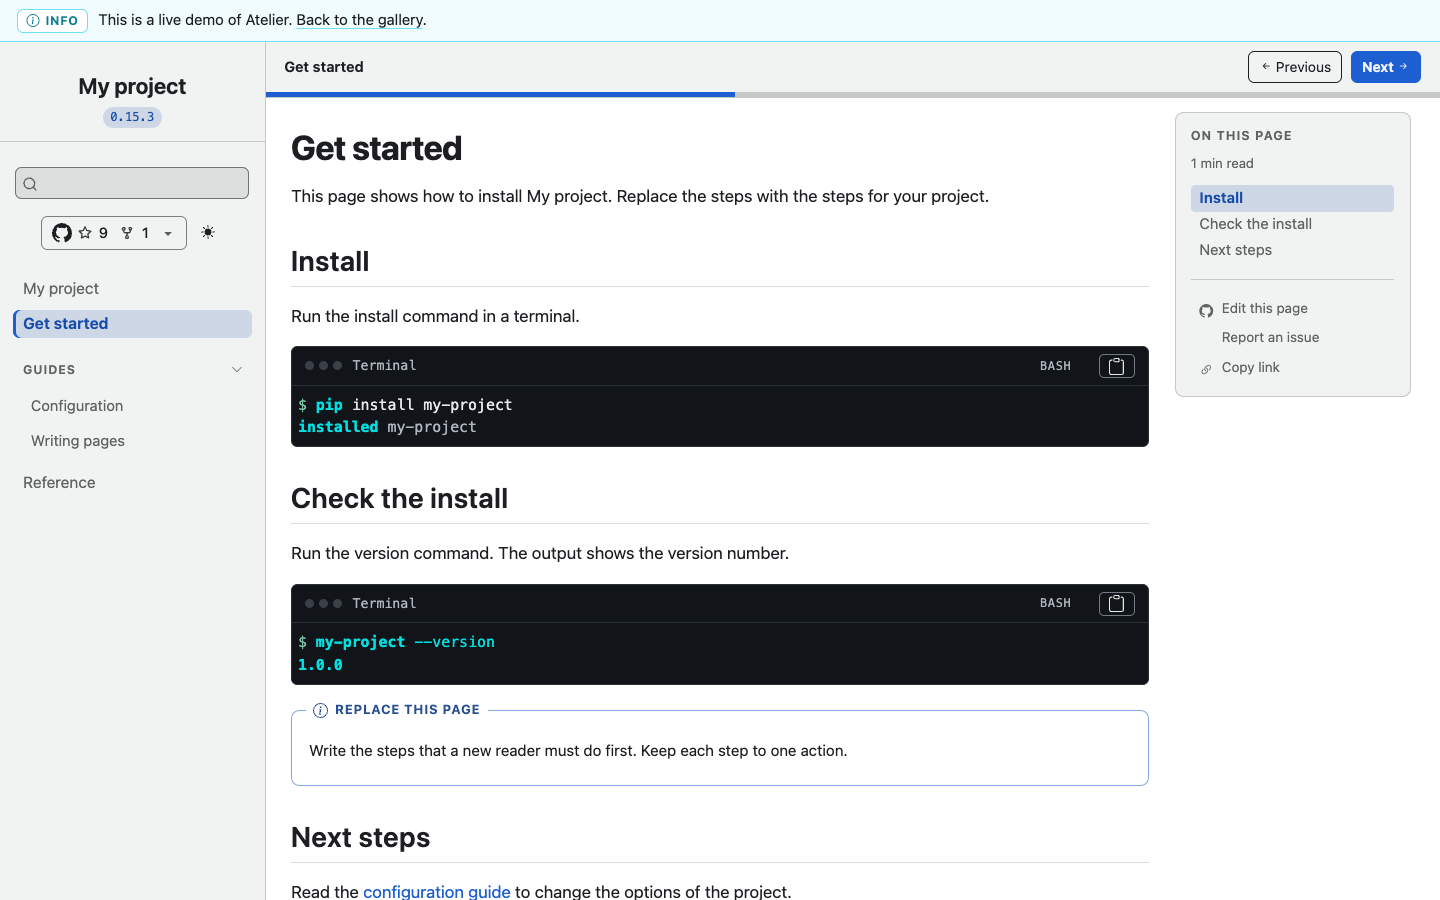 INFO This is a live demo of Atelier. Back to the gallery.
My project
0.15.3
9 1
My project
Get started
GUIDES
Configuration
Writing pages
Reference
Get started
← Previous
Next →
Get started
This page shows how to install My project. Replace the steps with the steps for your project.
Install
Run the install command in a terminal.
Terminal BASH
$ pip install my-project
installed my-project
Check the install
Run the version command. The output shows the version number.
Terminal BASH
$ my-project --version
1.0.0
REPLACE THIS PAGE
Write the steps that a new reader must do first. Keep each step to one action.
Next steps
Read the configuration guide to change the options of the project.
ON THIS PAGE
1 min read
Install
Check the install
Next steps
Edit this page
Report an issue
Copy link